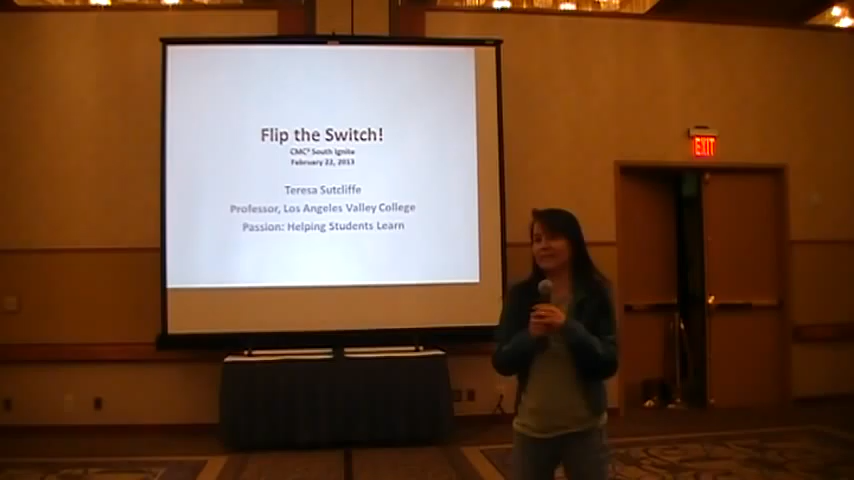 Flip the Switch!
CMC³ South Ignite
February 22, 2013
Teresa Sutcliffe
Professor, Los Angeles Valley College
Passion: Helping Students Learn
EXIT